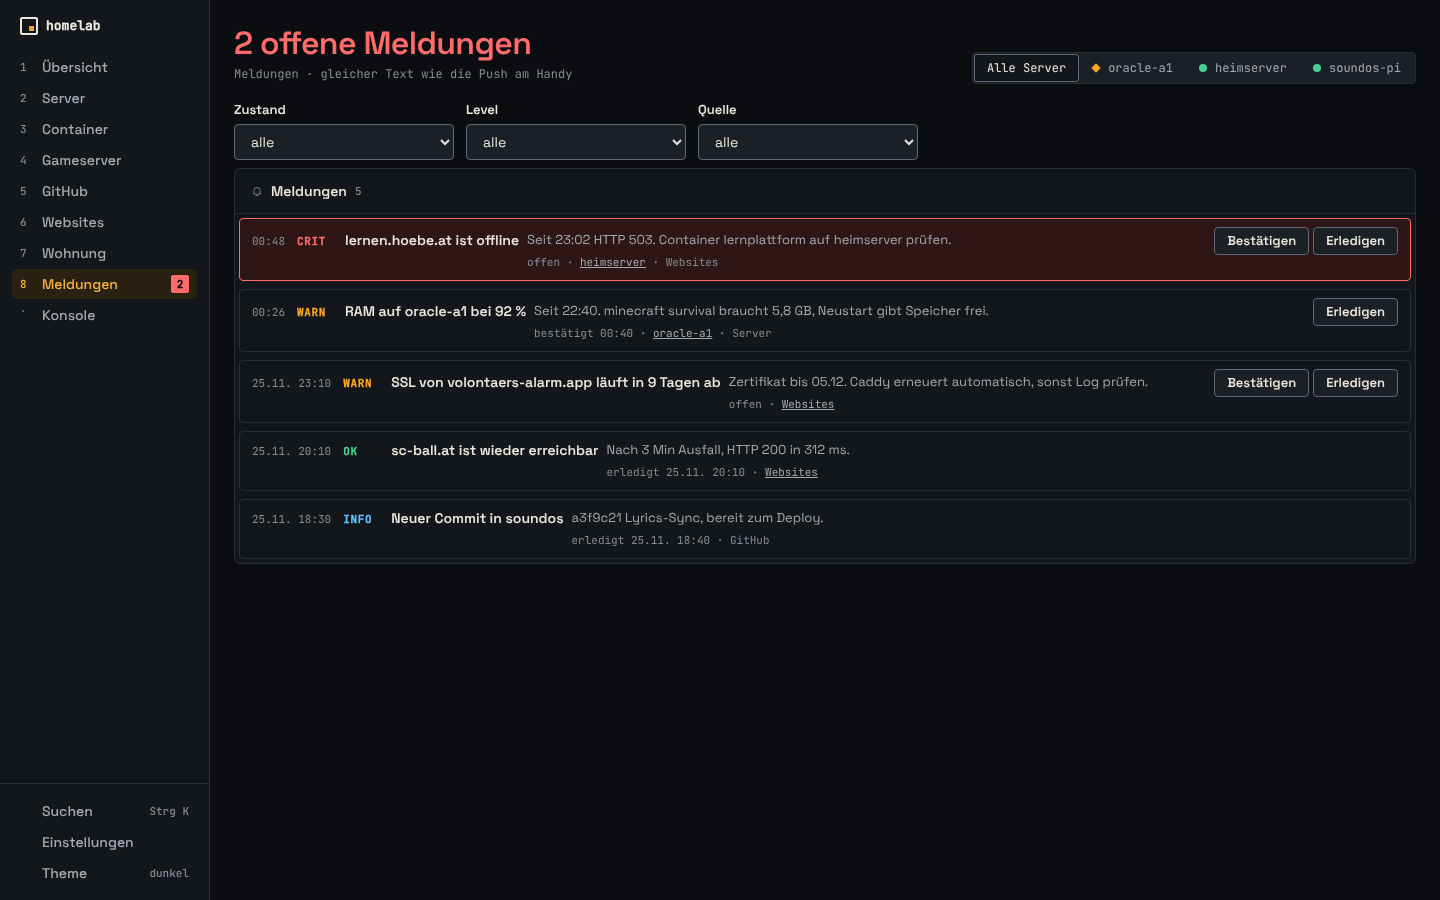 homelab
1 Übersicht
2 Server
3 Container
4 Gameserver
5 GitHub
6 Websites
7 Wohnung
8 Meldungen 2
` Konsole
Suchen Strg K
Einstellungen
Theme dunkel
2 offene Meldungen
Meldungen · gleicher Text wie die Push am Handy
Alle Server oracle-a1 heimserver soundos-pi
Zustand Level Quelle
alle alle alle
Meldungen 5
00:48 CRIT lernen.hoebe.at ist offline Seit 23:02 HTTP 503. Container lernplattform auf heimserver prüfen. Bestätigen Erledigen
offen · heimserver · Websites
00:26 WARN RAM auf oracle-a1 bei 92 % Seit 22:40. minecraft survival braucht 5,8 GB, Neustart gibt Speicher frei. Erledigen
bestätigt 00:40 · oracle-a1 · Server
25.11. 23:10 WARN SSL von volontaers-alarm.app läuft in 9 Tagen ab Zertifikat bis 05.12. Caddy erneuert automatisch, sonst Log prüfen. Bestätigen Erledigen
offen · Websites
25.11. 20:10 OK sc-ball.at ist wieder erreichbar Nach 3 Min Ausfall, HTTP 200 in 312 ms.
erledigt 25.11. 20:10 · Websites
25.11. 18:30 INFO Neuer Commit in soundos a3f9c21 Lyrics-Sync, bereit zum Deploy.
erledigt 25.11. 18:40 · GitHub